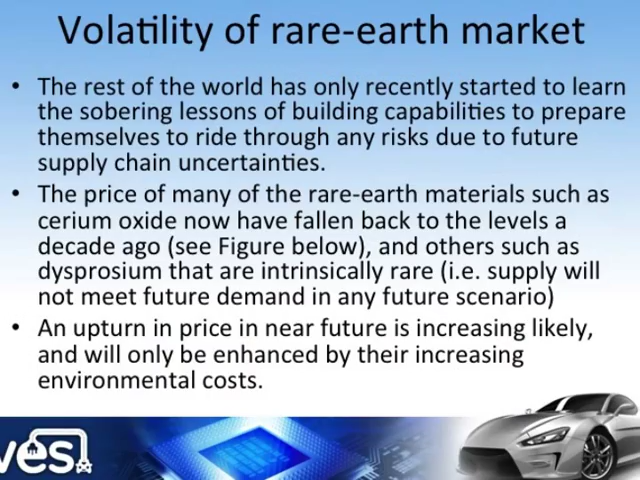 Volatility of rare-earth market
• The rest of the world has only recently started to learn
the sobering lessons of building capabilities to prepare
themselves to ride through any risks due to future
supply chain uncertainties.
• The price of many of the rare-earth materials such as
cerium oxide now have fallen back to the levels a
decade ago (see Figure below), and others such as
dysprosium that are intrinsically rare (i.e. supply will
not meet future demand in any future scenario)
• An upturn in price in near future is increasing likely,
and will only be enhanced by their increasing
environmental costs.
ves